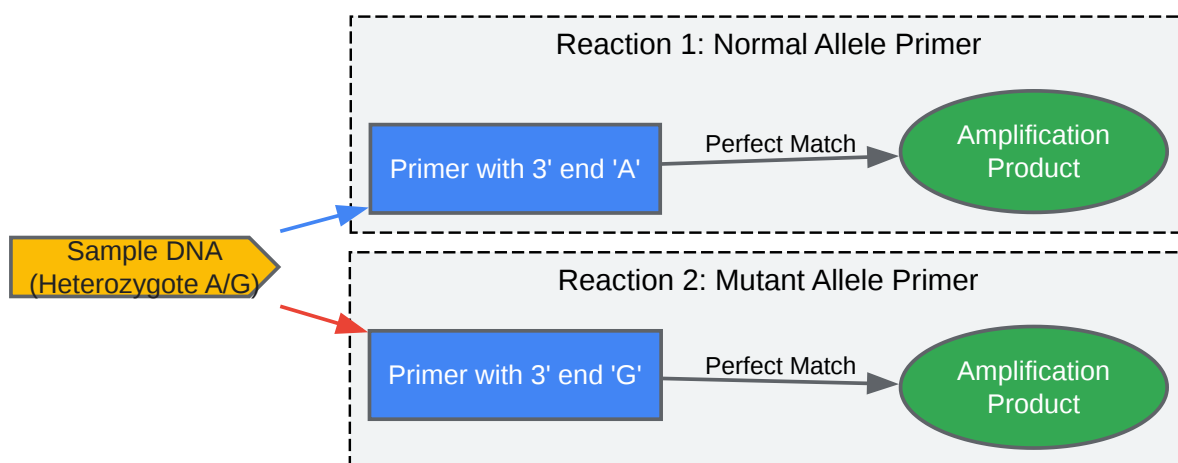 Reaction 1: Normal Allele Primer
Primer with 3' end 'A'
Perfect Match
Amplification
Product
Sample DNA
(Heterozygote A/G)
Reaction 2: Mutant Allele Primer
Primer with 3' end 'G'
Perfect Match
Amplification
Product